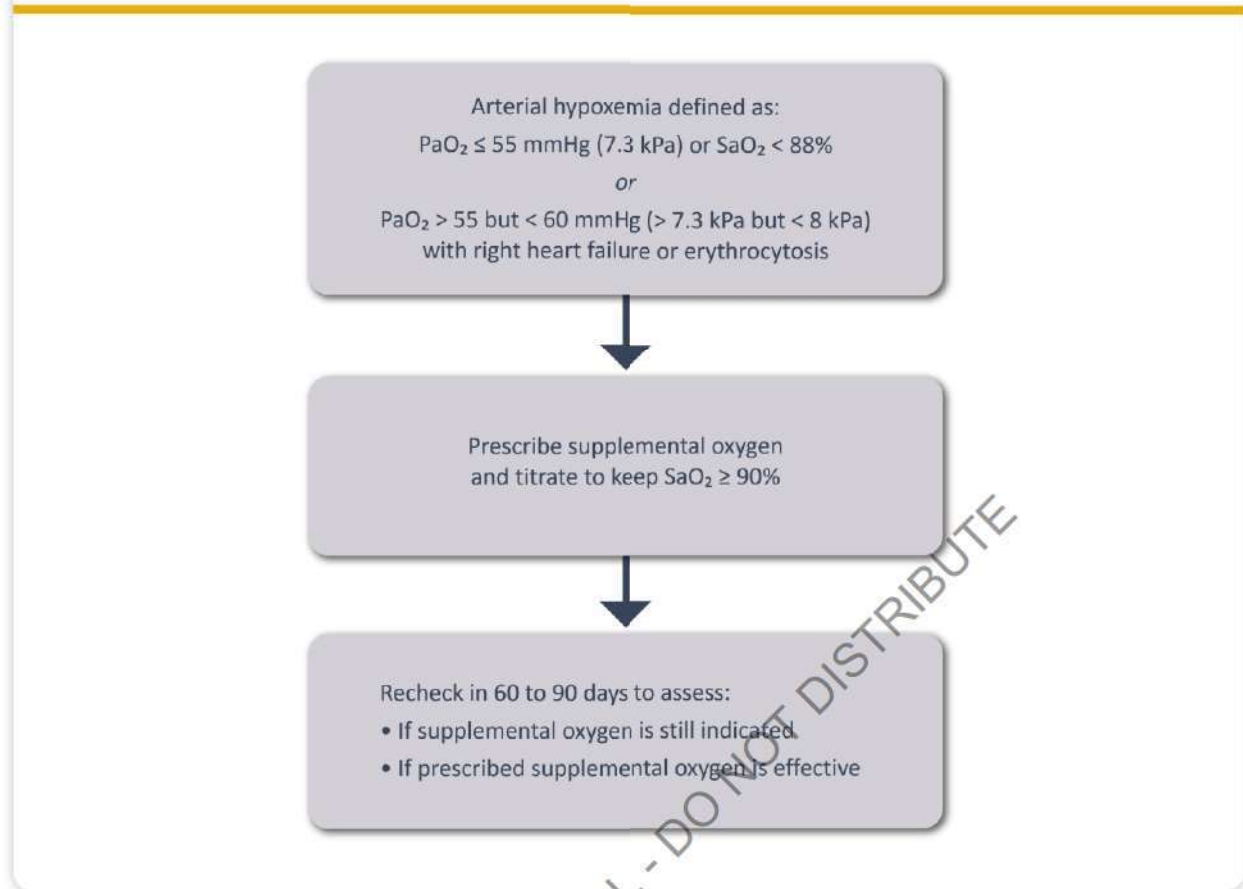 Arterial hypoxemia defined as:
PaO₂ ≤ 55 mmHg (7.3 kPa) or SaO₂ < 88%
or
PaO₂ > 55 but < 60 mmHg (> 7.3 kPa but < 8 kPa)
with right heart failure or erythrocytosis
Prescribe supplemental oxygen
and titrate to keep SaO₂ ≥ 90%
Recheck in 60 to 90 days to assess:
• If supplemental oxygen is still indicated
• If prescribed supplemental oxygen is effective
- DO NOT DISTRIBUTE